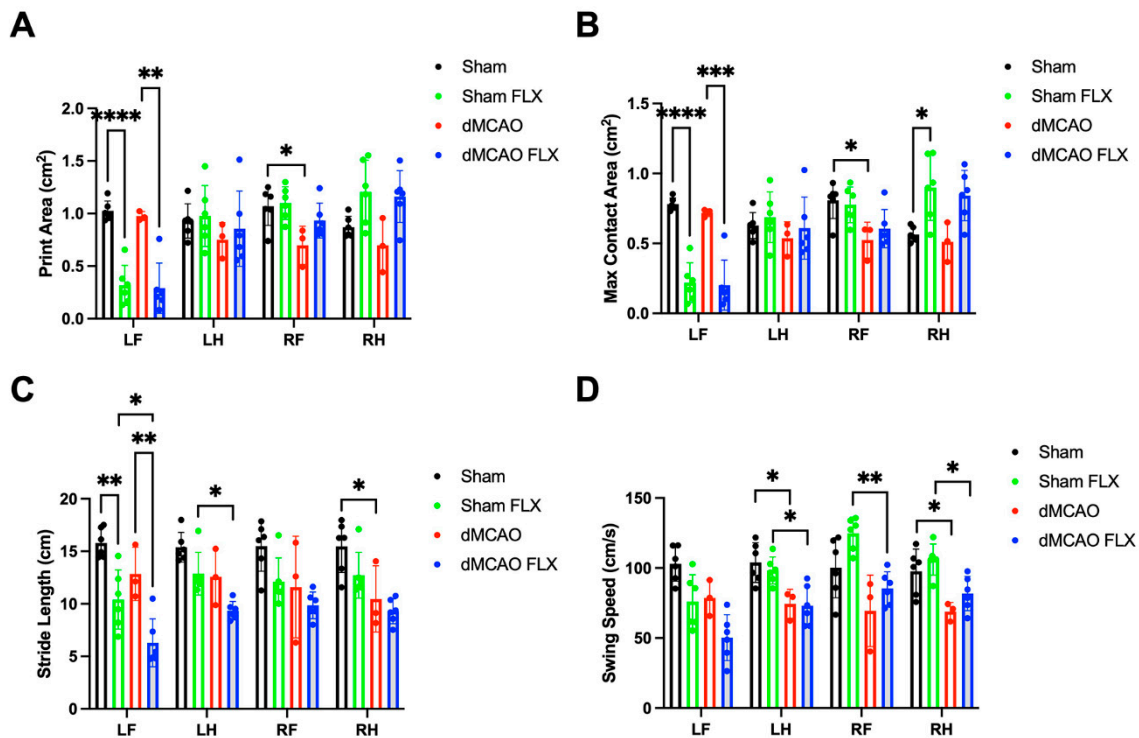 A
Print Area (cm²)
2.0
1.5
1.0
0.5
0.0
****
**
*
LF LH RF RH
Sham
Sham FLX
dMCAO
dMCAO FLX
B
Max Contact Area (cm²)
1.5
1.0
0.5
0.0
****
***
*
*
LF LH RF RH
Sham
Sham FLX
dMCAO
dMCAO FLX
C
Stride Length (cm)
20
15
10
5
0
*
**
**
*
*
LF LH RF RH
Sham
Sham FLX
dMCAO
dMCAO FLX
D
Swing Speed (cm/s)
150
100
50
0
*
*
**
*
*
LF LH RF RH
Sham
Sham FLX
dMCAO
dMCAO FLX